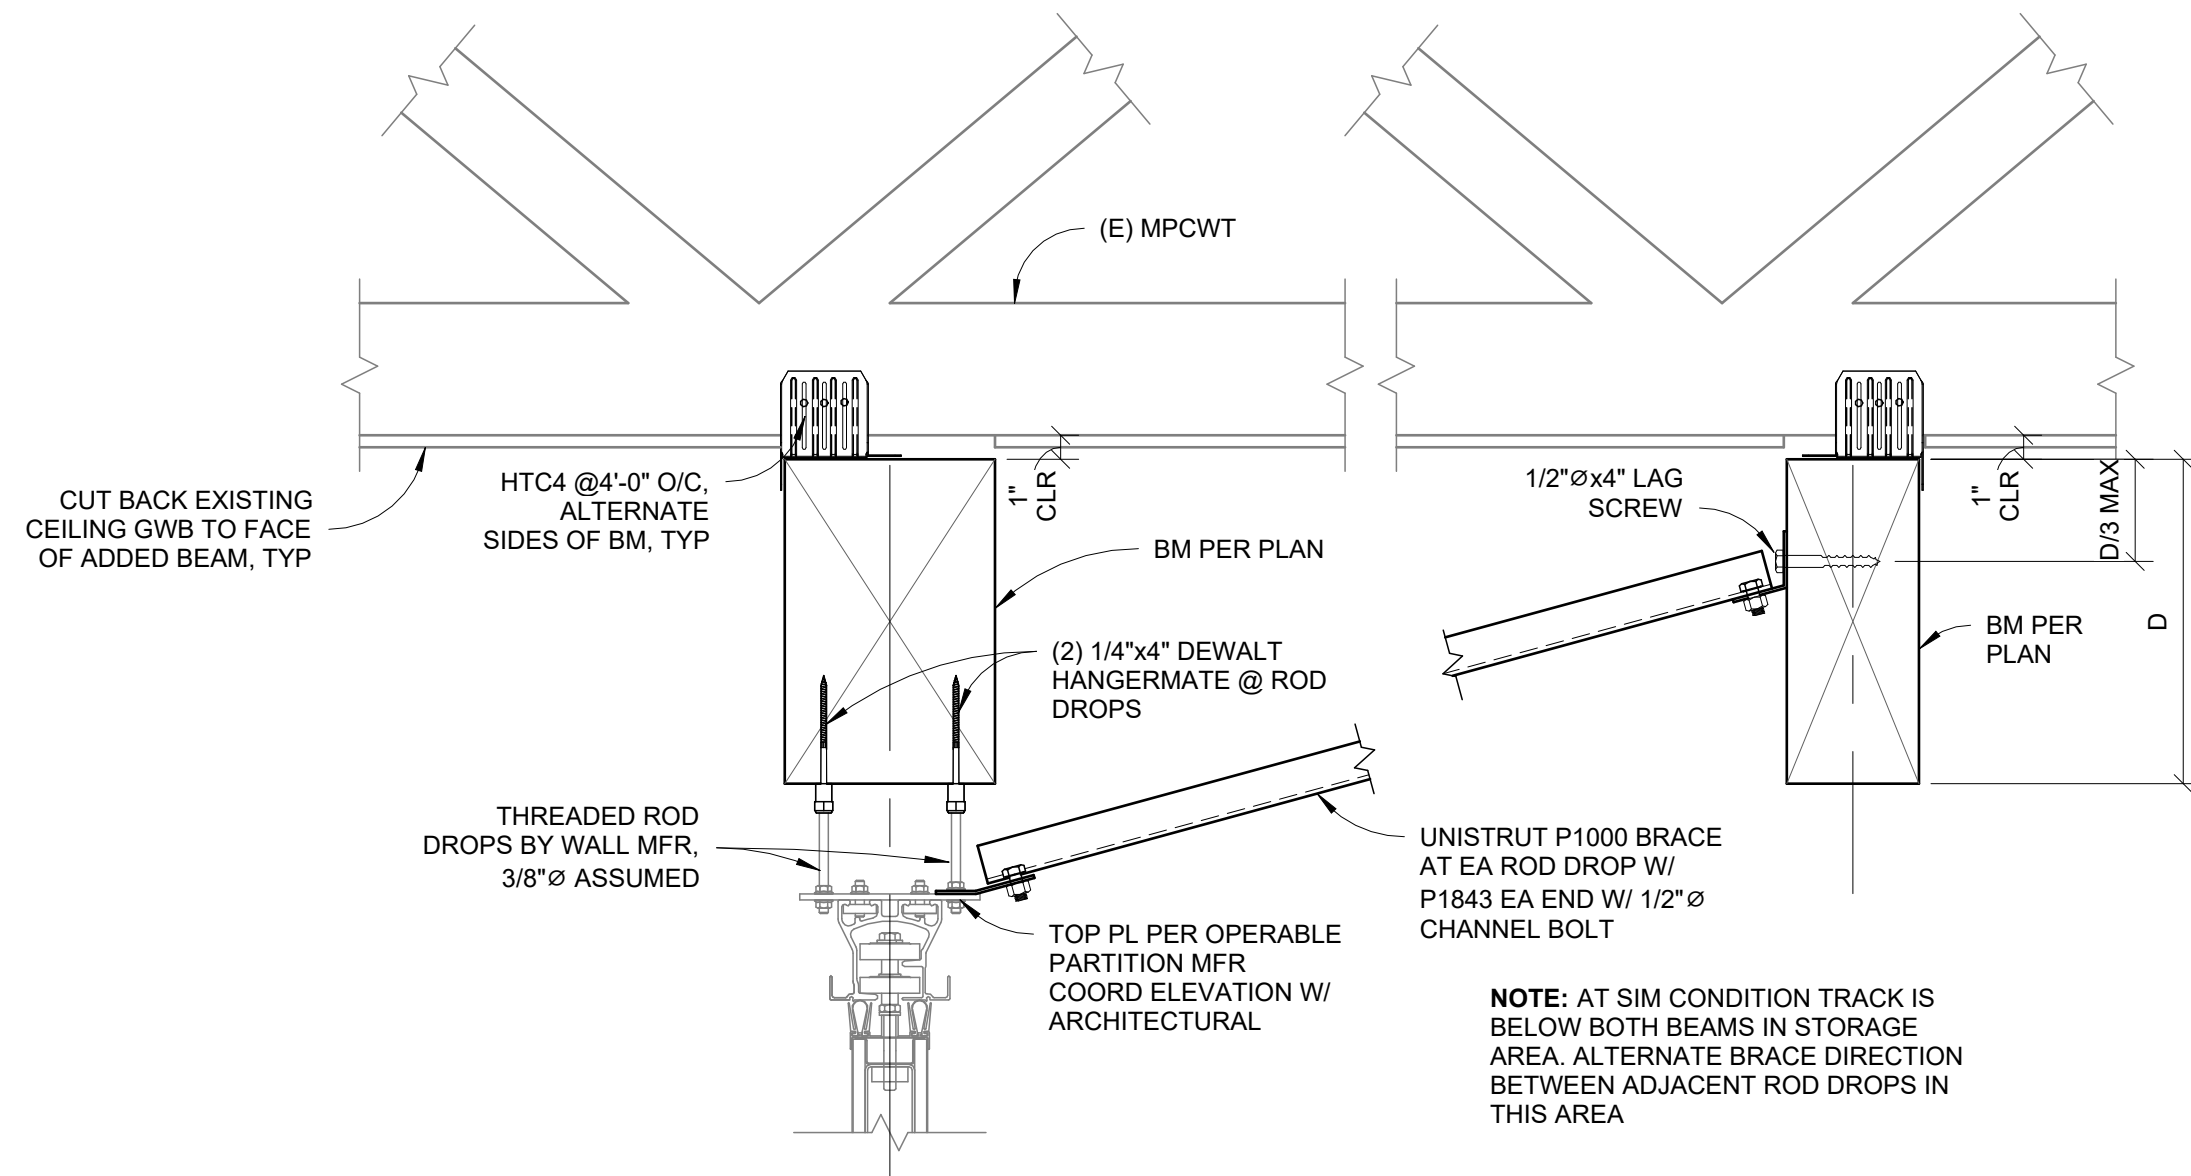 (E) MPCWT
CUT BACK EXISTING
CEILING GWB TO FACE
OF ADDED BEAM, TYP
HTC4 @4'-0" O/C,
ALTERNATE
SIDES OF BM, TYP
1"
CLR
BM PER PLAN
(2) 1/4"x4" DEWALT
HANGERMATE @ ROD
DROPS
THREADED ROD
DROPS BY WALL MFR,
3/8"Ø ASSUMED
TOP PL PER OPERABLE
PARTITION MFR
COORD ELEVATION W/
ARCHITECTURAL
1/2"Øx4" LAG
SCREW
1"
CLR
D/3 MAX
D
BM PER
PLAN
UNISTRUT P1000 BRACE
AT EA ROD DROP W/
P1843 EA END W/ 1/2"Ø
CHANNEL BOLT
NOTE: AT SIM CONDITION TRACK IS
BELOW BOTH BEAMS IN STORAGE
AREA. ALTERNATE BRACE DIRECTION
BETWEEN ADJACENT ROD DROPS IN
THIS AREA